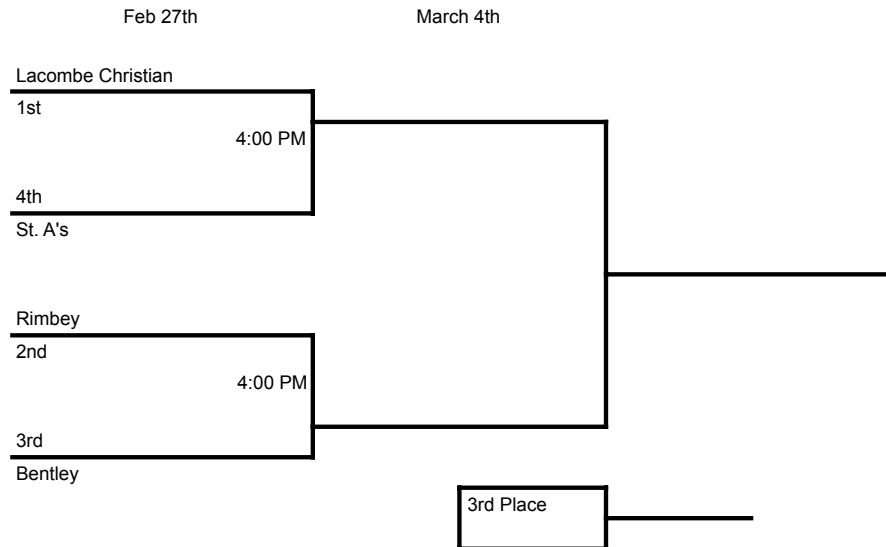 Feb 27th March 4th
Lacombe Christian
1st
4:00 PM
4th
St. A's
Rimbey
2nd
4:00 PM
3rd
Bentley
3rd Place